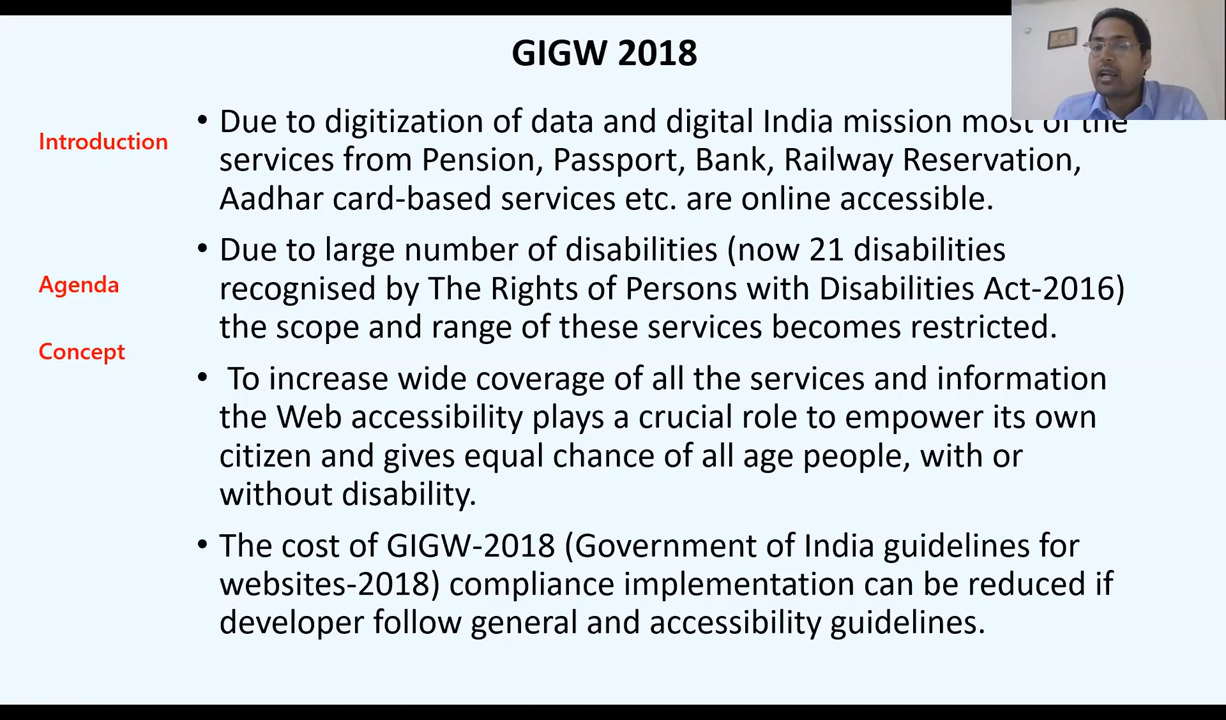 GIGW 2018
Introduction
• Due to digitization of data and digital India mission most of the
services from Pension, Passport, Bank, Railway Reservation,
Aadhar card-based services etc. are online accessible.
Agenda
• Due to large number of disabilities (now 21 disabilities
recognised by The Rights of Persons with Disabilities Act-2016)
the scope and range of these services becomes restricted.
Concept
• To increase wide coverage of all the services and information
the Web accessibility plays a crucial role to empower its own
citizen and gives equal chance of all age people, with or
without disability.
• The cost of GIGW-2018 (Government of India guidelines for
websites-2018) compliance implementation can be reduced if
developer follow general and accessibility guidelines.